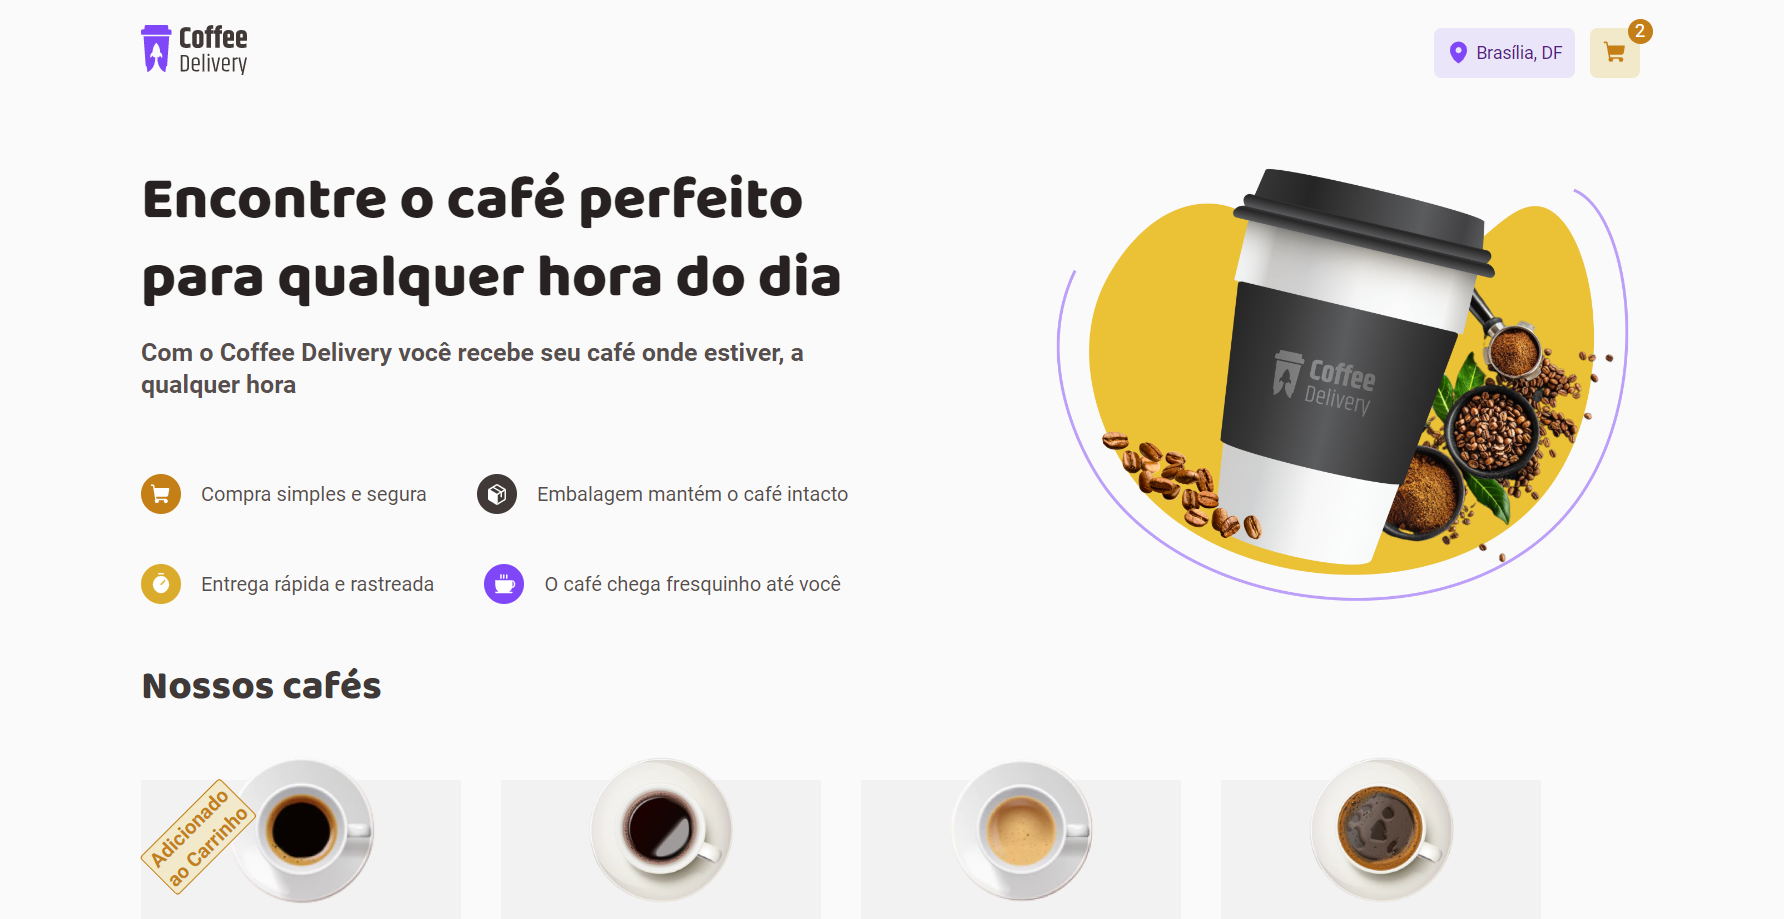 Coffee
Delivery
Brasília, DF
2
Encontre o café perfeito
para qualquer hora do dia
Com o Coffee Delivery você recebe seu café onde estiver, a
qualquer hora
Coffee
Delivery
Compra simples e segura
Embalagem mantém o café intacto
Entrega rápida e rastreada
O café chega fresquinho até você
Nossos cafés
Adicionado
ao Carrinho